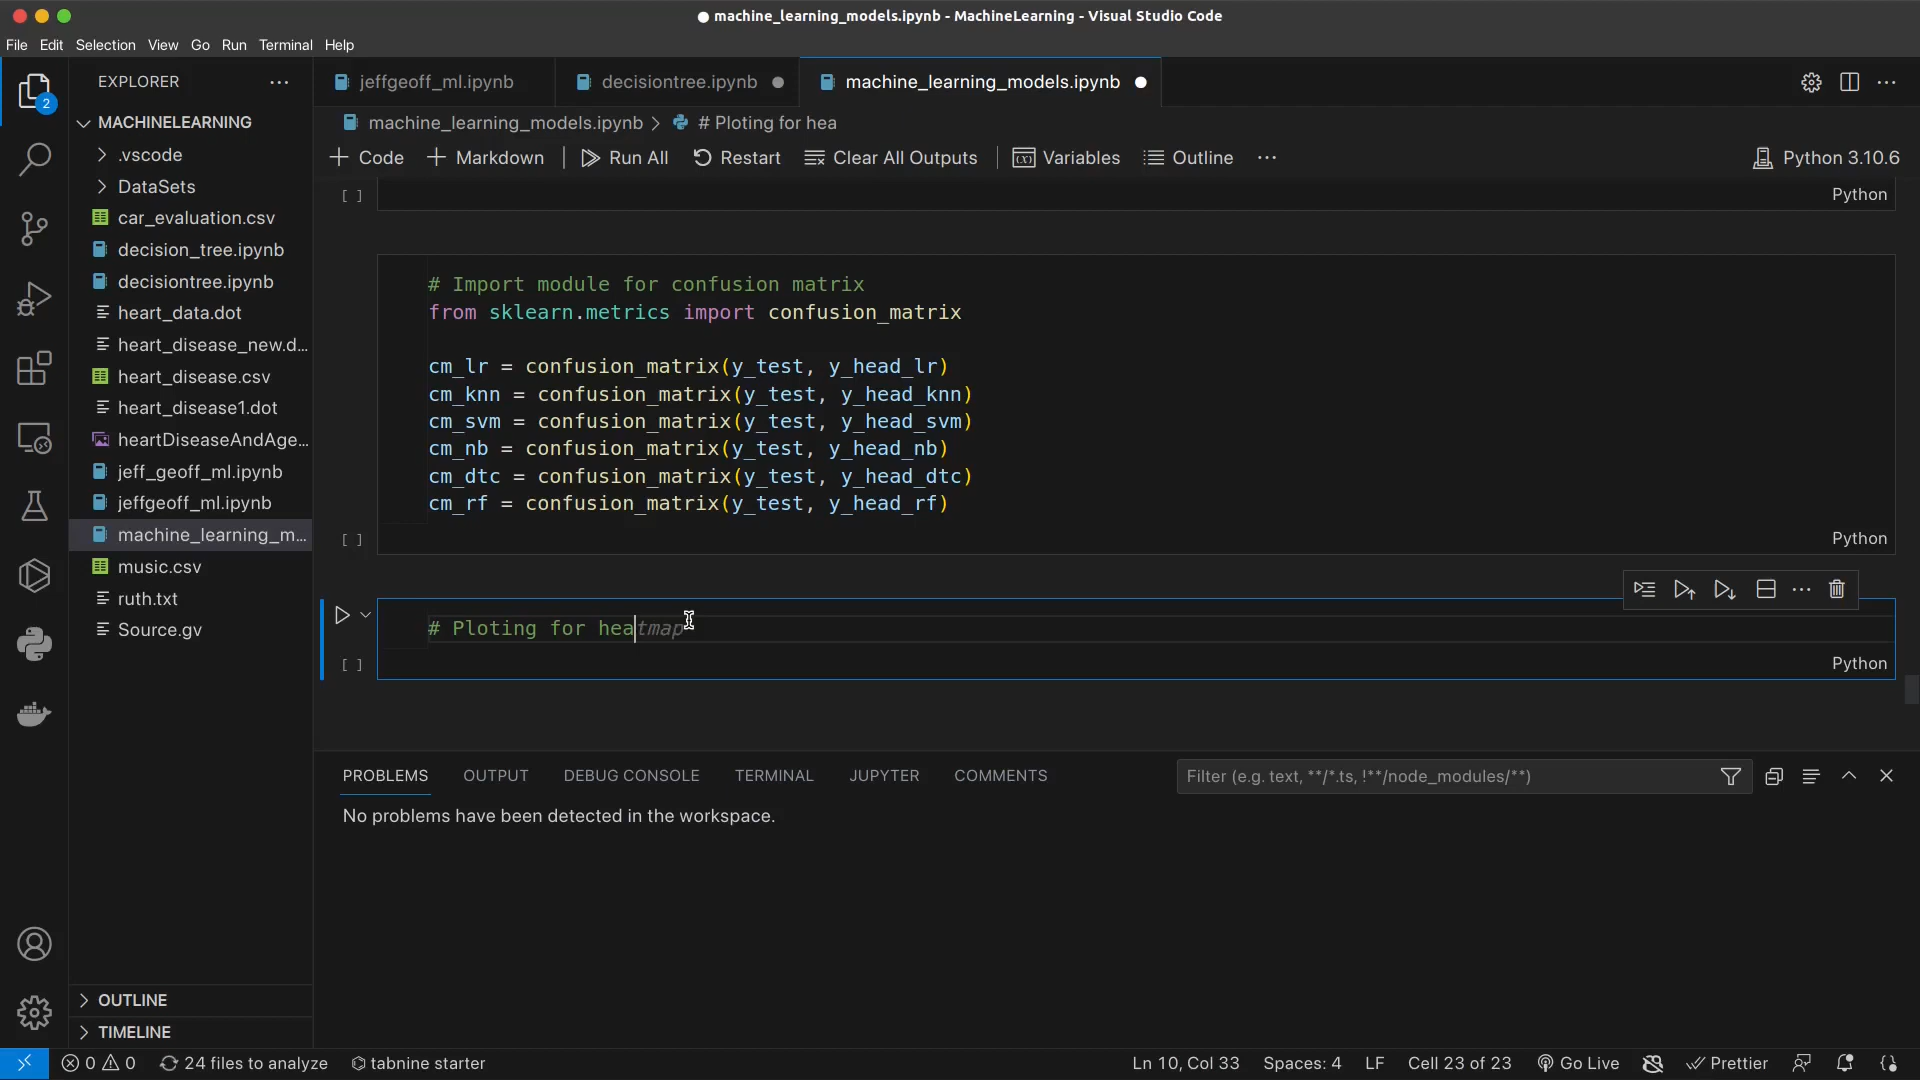 ● machine_learning_models.ipynb - MachineLearning - Visual Studio Code
File Edit Selection View Go Run Terminal Help
2
EXPLORER
MACHINELEARNING
.vscode
DataSets
car_evaluation.csv
decision_tree.ipynb
decisiontree.ipynb
heart_data.dot
heart_disease_new.d...
heart_disease.csv
heart_disease1.dot
heartDiseaseAndAge...
jeff_geoff_ml.ipynb
jeffgeoff_ml.ipynb
machine_learning_m...
music.csv
ruth.txt
Source.gv
OUTLINE
TIMELINE
jeffgeoff_ml.ipynb decisiontree.ipynb ● machine_learning_models.ipynb ●
machine_learning_models.ipynb > # Ploting for hea
+ Code + Markdown Run All Restart Clear All Outputs Variables Outline ... Python 3.10.6
[ ] Python
# Import module for confusion matrix
from sklearn.metrics import confusion_matrix
cm_lr = confusion_matrix(y_test, y_head_lr)
cm_knn = confusion_matrix(y_test, y_head_knn)
cm_svm = confusion_matrix(y_test, y_head_svm)
cm_nb = confusion_matrix(y_test, y_head_nb)
cm_dtc = confusion_matrix(y_test, y_head_dtc)
cm_rf = confusion_matrix(y_test, y_head_rf)
[ ] Python
# Ploting for heatmap
[ ] Python
PROBLEMS OUTPUT DEBUG CONSOLE TERMINAL JUPYTER COMMENTS Filter (e.g. text, **/*.ts, !**/node_modules/**)
No problems have been detected in the workspace.
0 0 24 files to analyze tabnine starter Ln 10, Col 33 Spaces: 4 LF Cell 23 of 23 Go Live Prettier